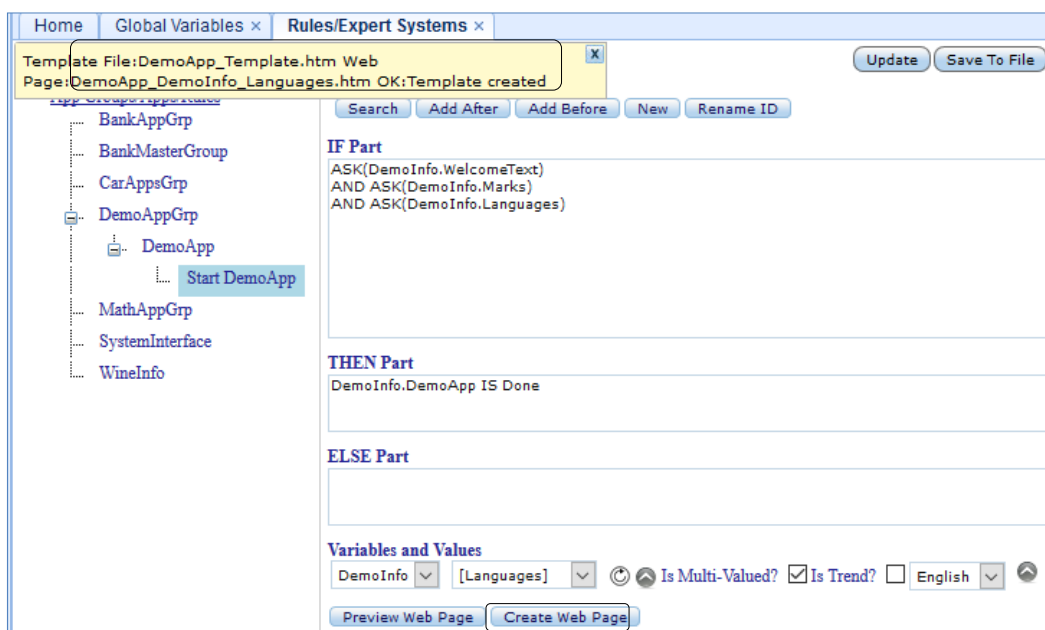 Home Global Variables × Rules/Expert Systems ×
Template File:DemoApp_Template.htm Web x
Page:DemoApp_DemoInfo_Languages.htm OK:Template created
Update Save To File
App Groups/Apps/Rules
BankAppGrp
BankMasterGroup
CarAppsGrp
DemoAppGrp
DemoApp
Start DemoApp
MathAppGrp
SystemInterface
WineInfo
Search Add After Add Before New Rename ID
IF Part
ASK(DemoInfo.WelcomeText)
AND ASK(DemoInfo.Marks)
AND ASK(DemoInfo.Languages)
THEN Part
DemoInfo.DemoApp IS Done
ELSE Part
Variables and Values
DemoInfo [Languages] Is Multi-Valued? Is Trend? English
Preview Web Page Create Web Page